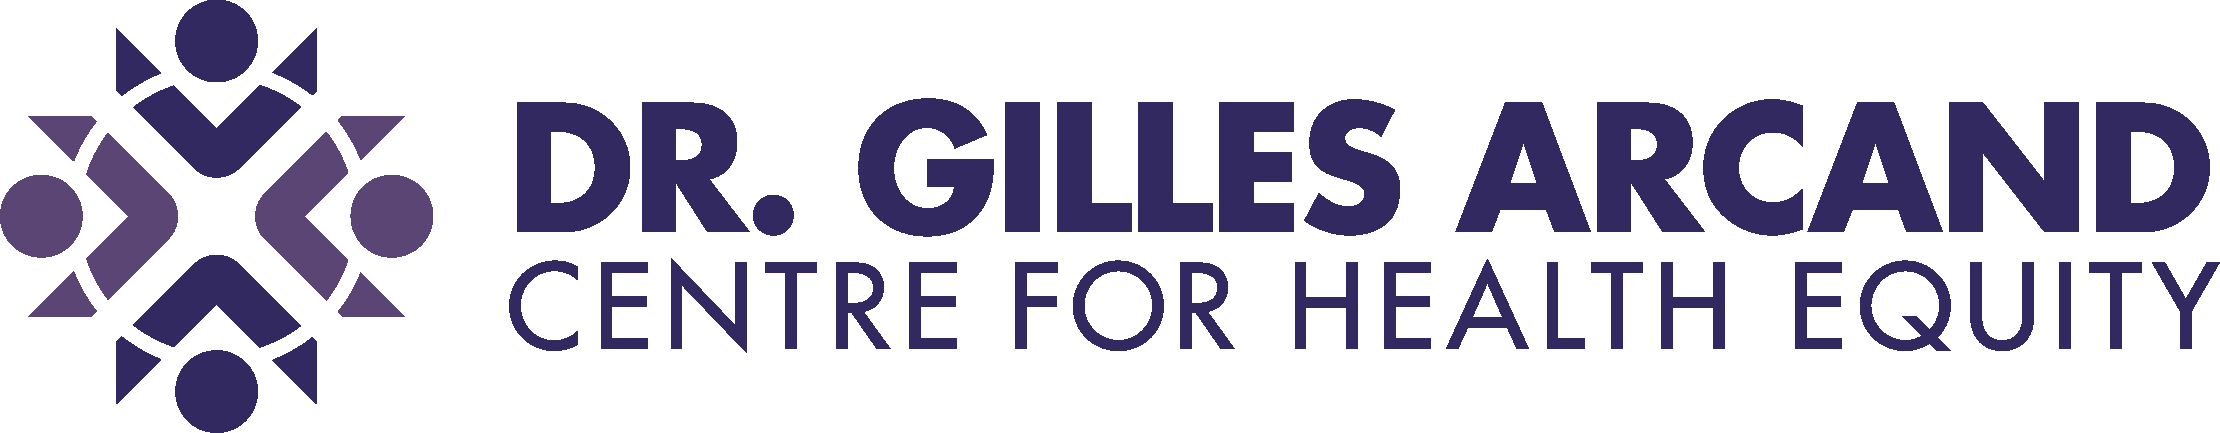 DR. GILLES ARCAND
CENTRE FOR HEALTH EQUITY